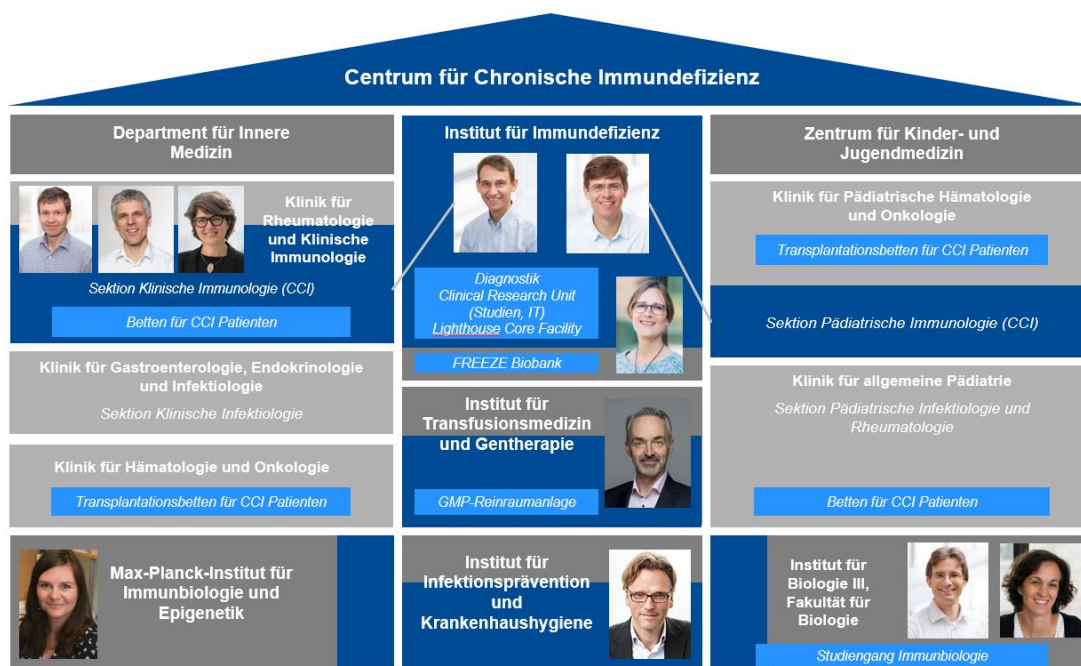 Centrum für Chronische Immundefizienz
Department für Innere
Medizin
Klinik für
Rheumatologie
und Klinische
Immunologie
Sektion Klinische Immunologie (CCI)
Betten für CCI Patienten
Klinik für Gastroenterologie, Endokrinologie
und Infektiologie
Sektion Klinische Infektiologie
Klinik für Hämatologie und Onkologie
Transplantationsbetten für CCI Patienten
Max-Planck-Institut für
Immunbiologie und
Epigenetik
Institut für Immundefizienz
Diagnostik
Clinical Research Unit
(Studien, IT)
Lighthouse Core Facility
FREEZE Biobank
Institut für
Transfusionsmedizin
und Gentherapie
GMP-Reinraumanlage
Institut für
Infektionsprävention
und
Krankenhaushygiene
Zentrum für Kinder- und
Jugendmedizin
Klinik für Pädiatrische Hämatologie
und Onkologie
Transplantationsbetten für CCI Patienten
Sektion Pädiatrische Immunologie (CCI)
Klinik für allgemeine Pädiatrie
Sektion Pädiatrische Infektiologie und
Rheumatologie
Betten für CCI Patienten
Institut für
Biologie III,
Fakultät für
Biologie
Studiengang Immunbiologie